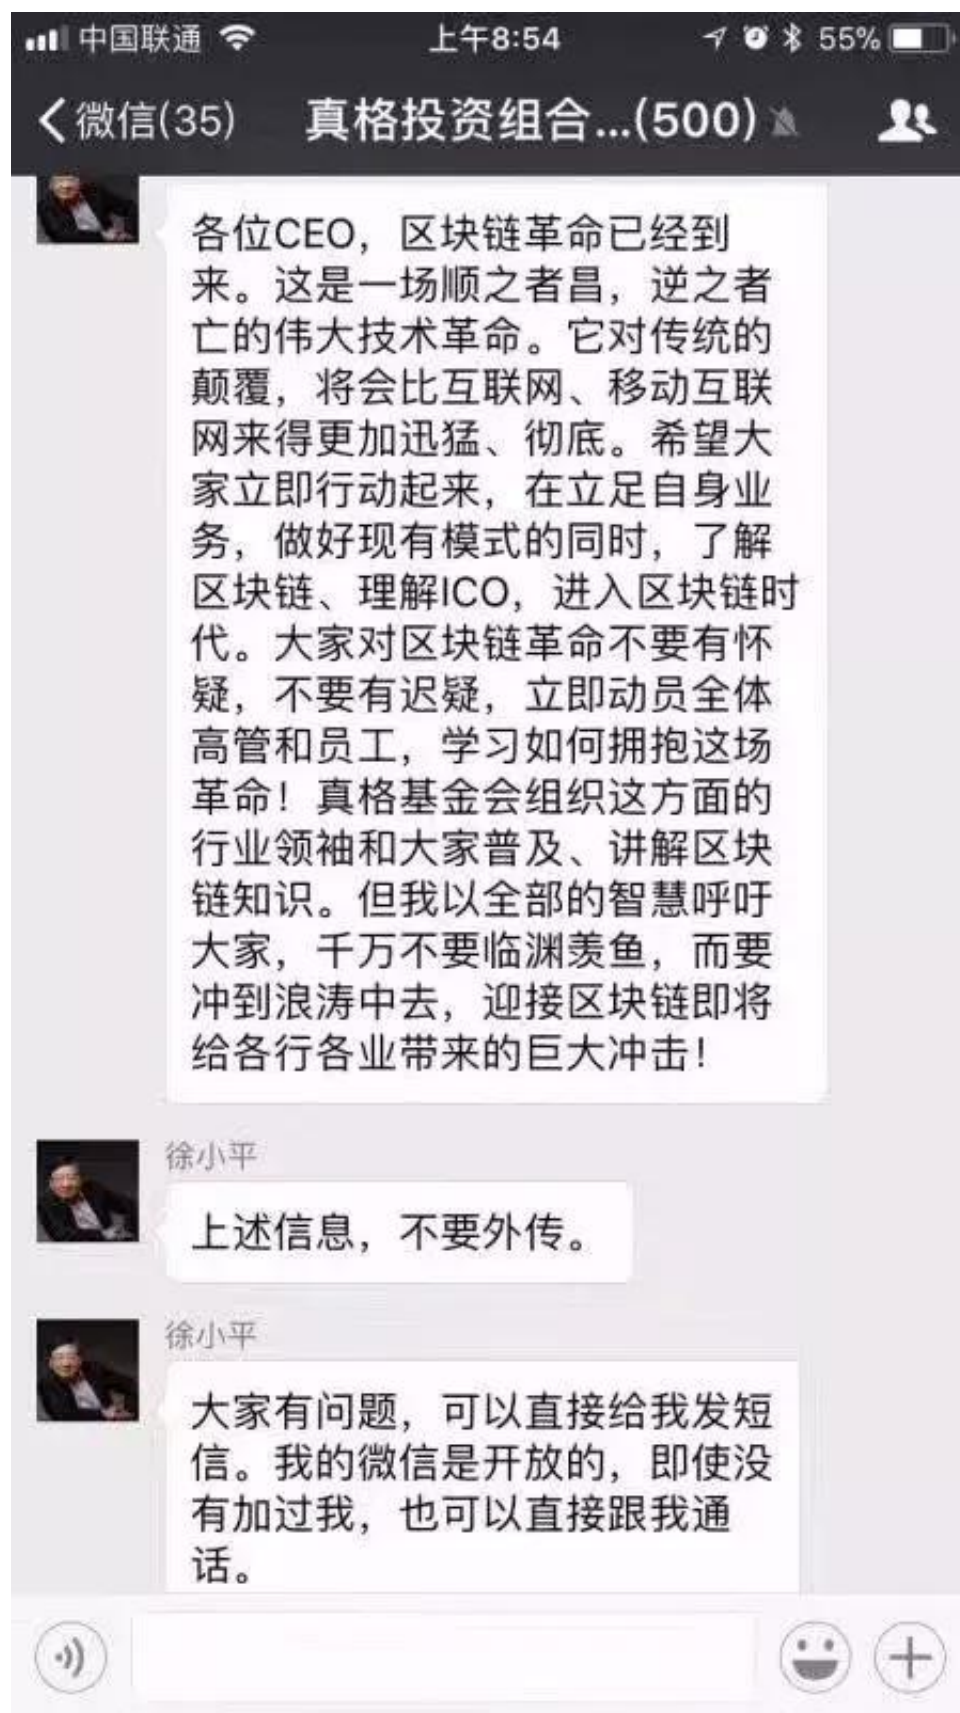 中国联通 上午8:54 55%
微信(35) 真格投资组合...(500)
各位CEO，区块链革命已经到
来。这是一场顺之者昌，逆之者
亡的伟大技术革命。它对传统的
颠覆，将会比互联网、移动互联
网来得更加迅猛、彻底。希望大
家立即行动起来，在立足自身业
务，做好现有模式的同时，了解
区块链、理解ICO，进入区块链时
代。大家对区块链革命不要有怀
疑，不要有迟疑，立即动员全体
高管和员工，学习如何拥抱这场
革命！真格基金会组织这方面的
行业领袖和大家普及、讲解区块
链知识。但我以全部的智慧呼吁
大家，千万不要临渊羡鱼，而要
冲到浪涛中去，迎接区块链即将
给各行各业带来的巨大冲击！
徐小平
上述信息，不要外传。
徐小平
大家有问题，可以直接给我发短
信。我的微信是开放的，即使没
有加过我，也可以直接跟我通
话。